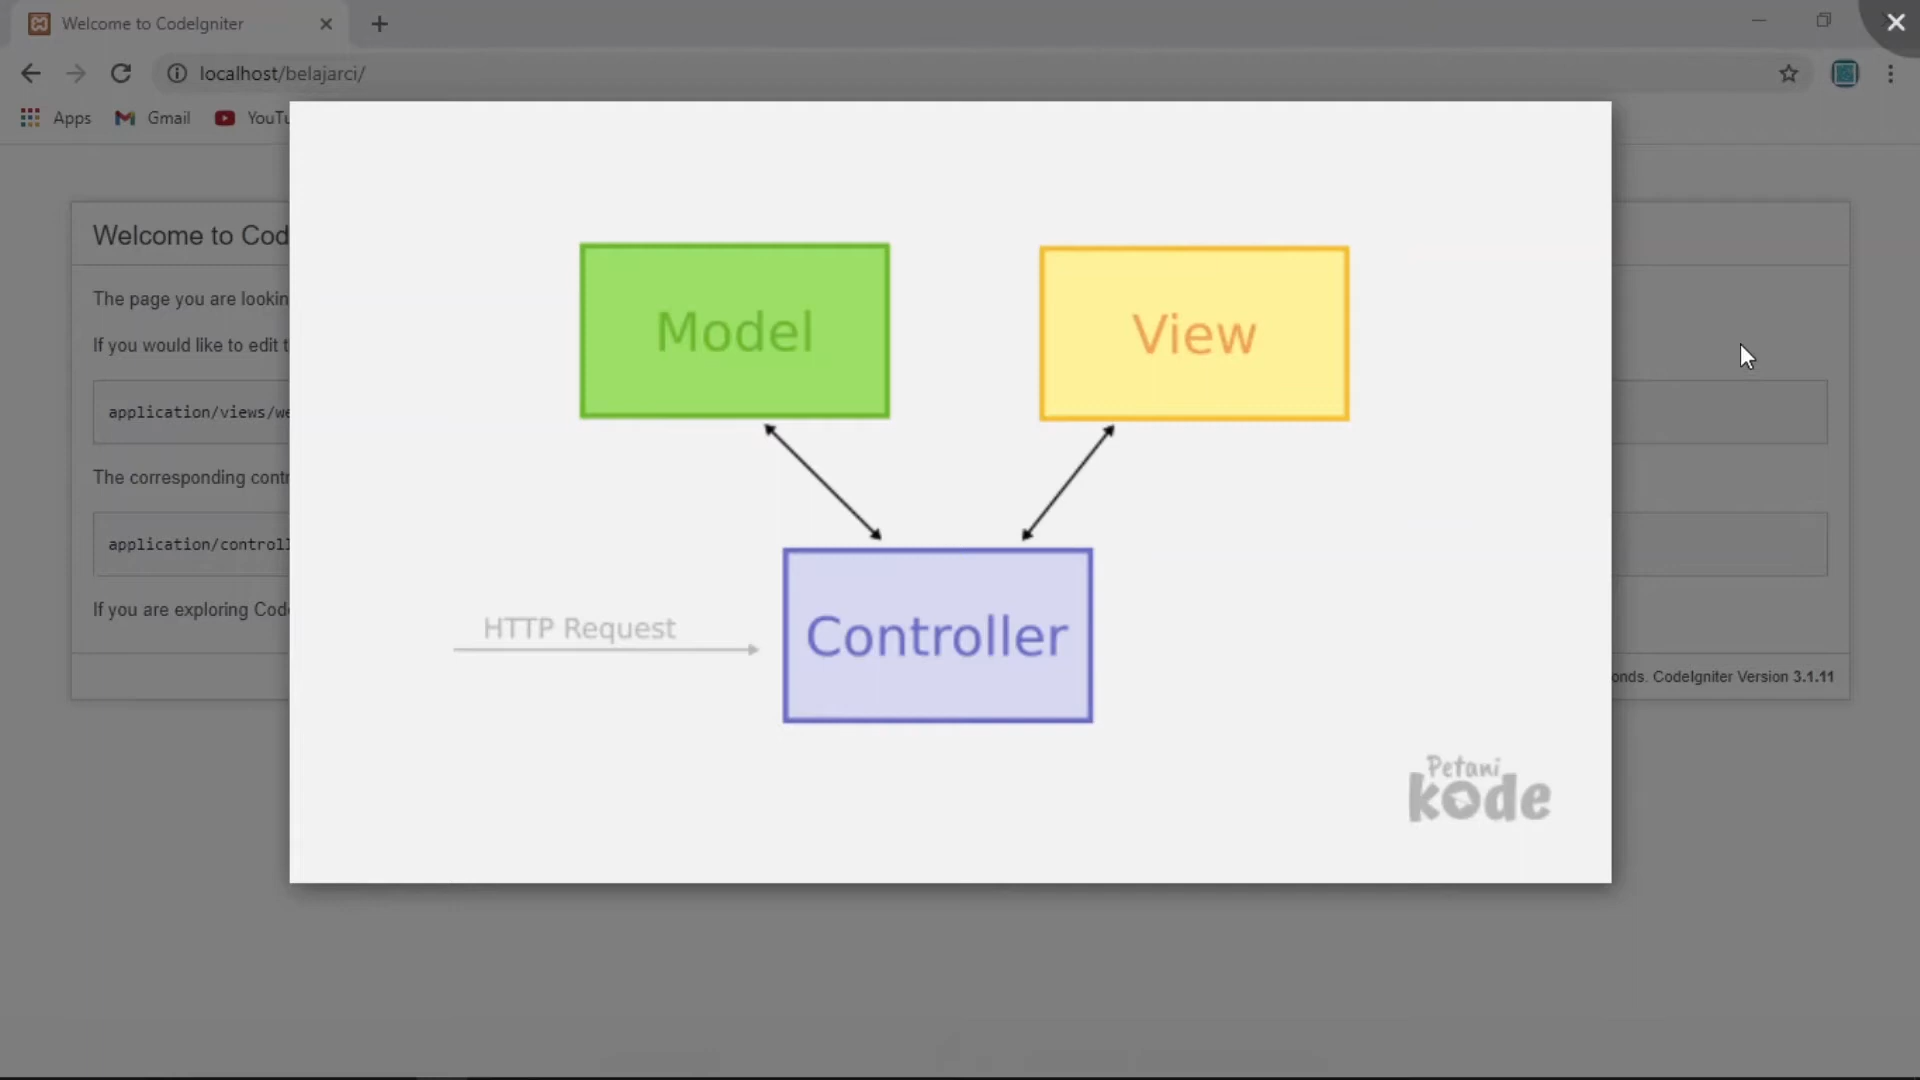 Welcome to CodeIgniter
localhost/belajarci/
Apps
Gmail
YouTu
Welcome to Cod
The page you are lookin
If you would like to edit t
application/views/we
The corresponding contr
application/controll
If you are exploring Code
onds. CodeIgniter Version 3.1.11
Model
View
Controller
HTTP Request
Petani
kode